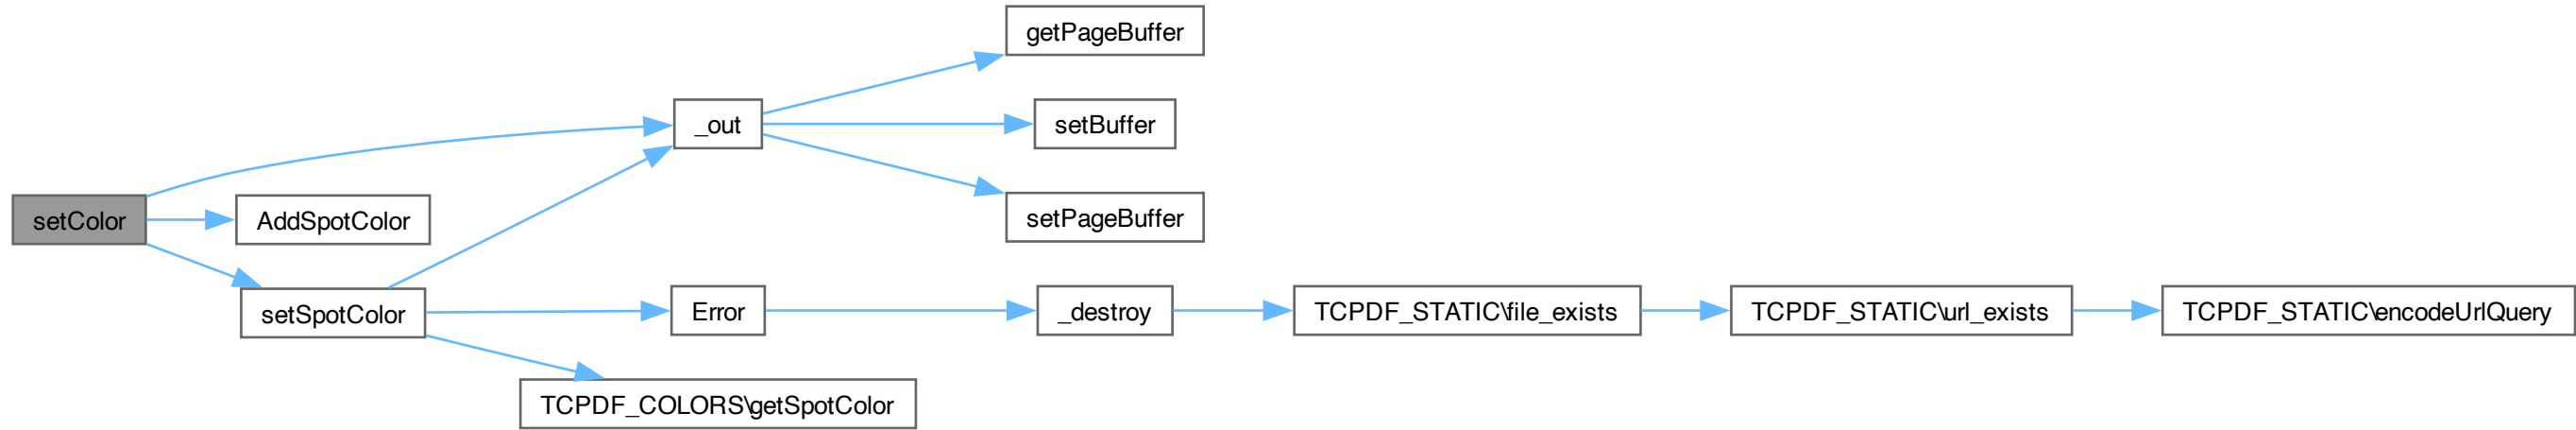 getPageBuffer
_out
setBuffer
setColor
AddSpotColor
setPageBuffer
setSpotColor
Error
_destroy
TCPDF_STATIC\file_exists
TCPDF_STATIC\url_exists
TCPDF_STATIC\encodeUrlQuery
TCPDF_COLORS\getSpotColor